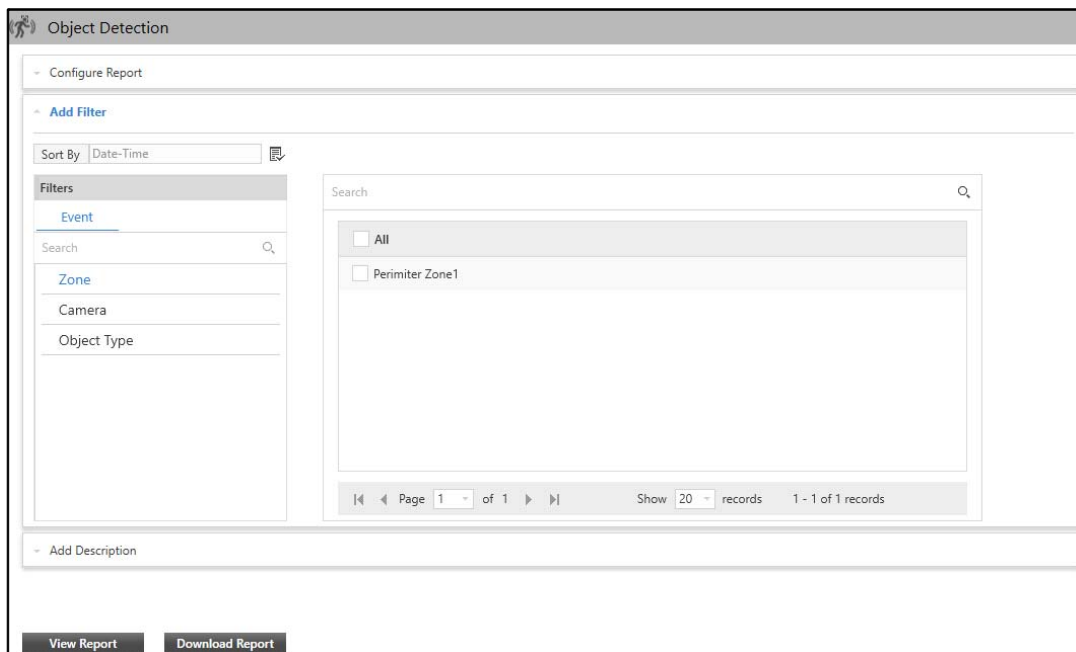 Object Detection
Configure Report
Add Filter
Sort By Date-Time
Filters
Event
Search
Zone
Camera
Object Type
Search
All
Perimiter Zone1
Page 1 of 1 Show 20 records 1 - 1 of 1 records
Add Description
View Report Download Report